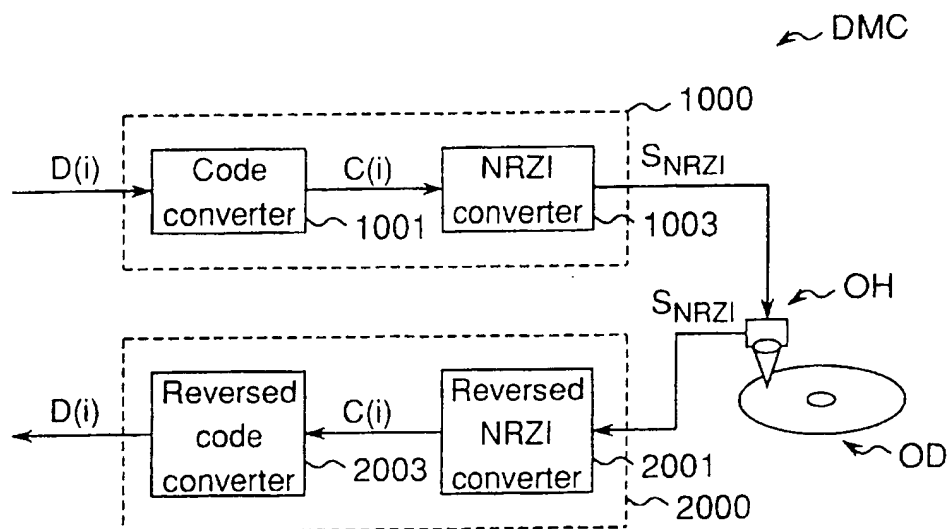 DMC
1000
D(i)
Code
converter
1001
C(i)
NRZI
converter
1003
SNRZI
OH
SNRZI
D(i)
Reversed
code
converter
2003
C(i)
Reversed
NRZI
converter
2001
2000
OD